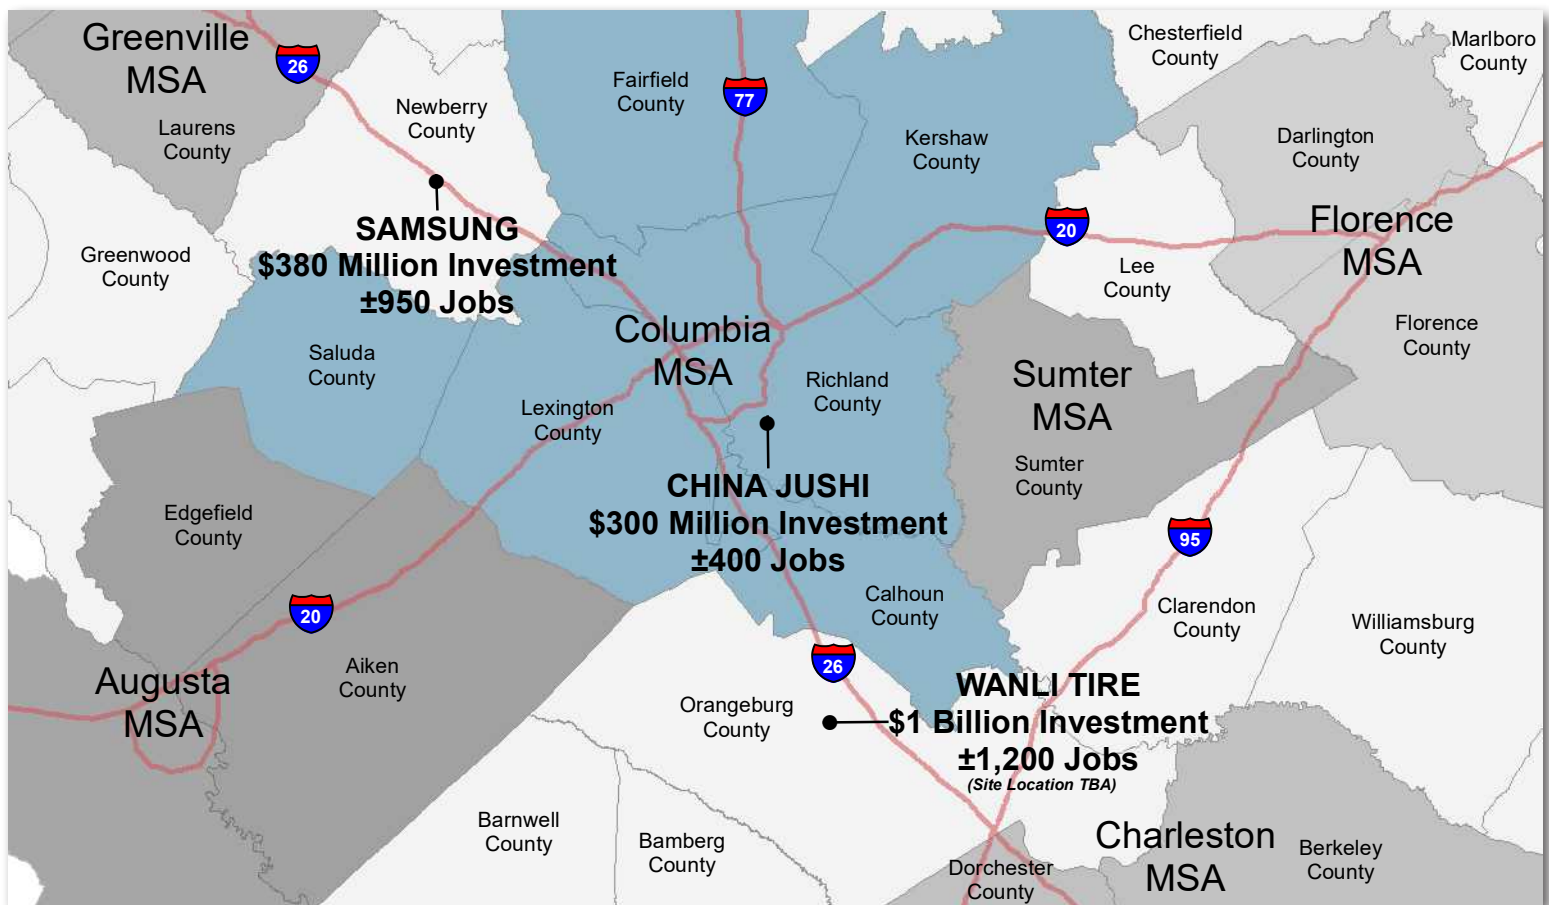 Greenville
MSA
26
Laurens
County
Newberry
County
Fairfield
County
77
Kershaw
County
Chesterfield
County
Marlboro
County
Darlington
County
Greenwood
County
SAMSUNG
$380 Million Investment
±950 Jobs
20
Lee
County
Florence
MSA
Florence
County
Saluda
County
Columbia
MSA
Lexington
County
Richland
County
Sumter
MSA
Sumter
County
CHINA JUSHI
$300 Million Investment
±400 Jobs
Edgefield
County
95
Calhoun
County
Clarendon
County
Williamsburg
County
20
Aiken
County
Augusta
MSA
26
Orangeburg
County
WANLI TIRE
$1 Billion Investment
±1,200 Jobs
(Site Location TBA)
Barnwell
County
Bamberg
County
Dorchester
County
Charleston
MSA
Berkeley
County